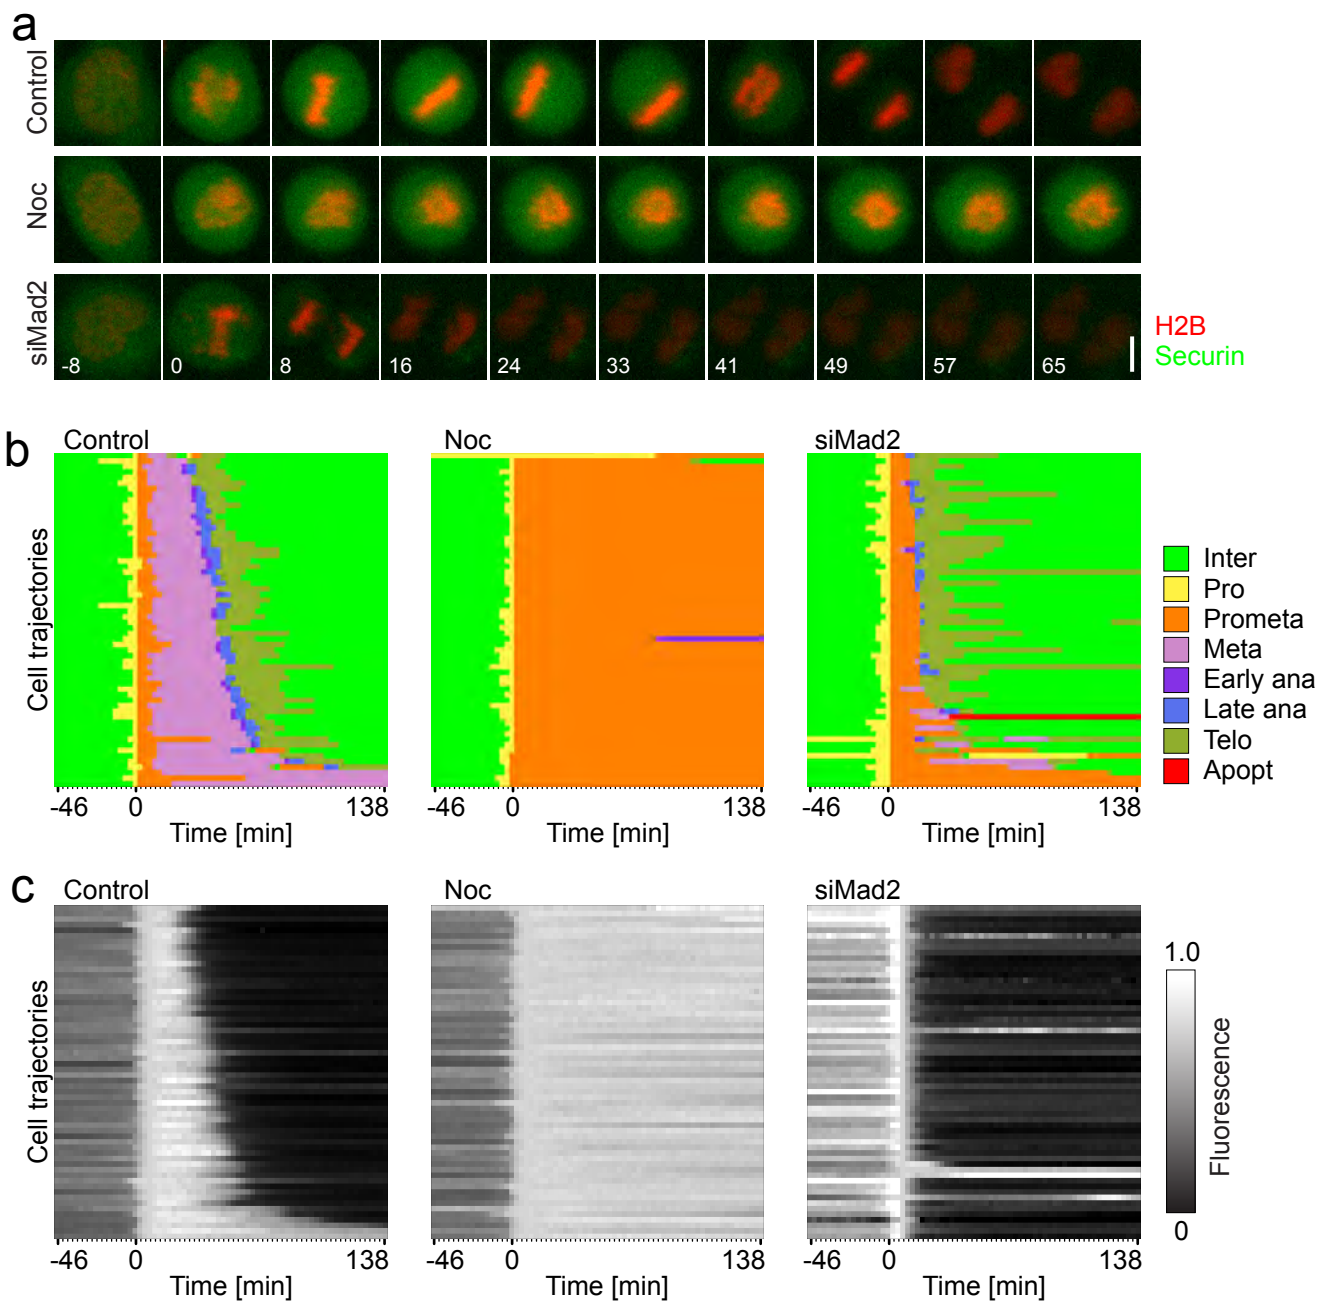 a
Control
Noc
siMad2
-8 0 8 16 24 33 41 49 57 65
H2B
Securin
b
Control Noc siMad2
Cell trajectories
Inter
Pro
Prometa
Meta
Early ana
Late ana
Telo
Apopt
-46 0 138 -46 0 138 -46 0 138
Time [min] Time [min] Time [min]
c
Control Noc siMad2
Cell trajectories
1.0
Fluorescence
0
-46 0 138 -46 0 138 -46 0 138
Time [min] Time [min] Time [min]